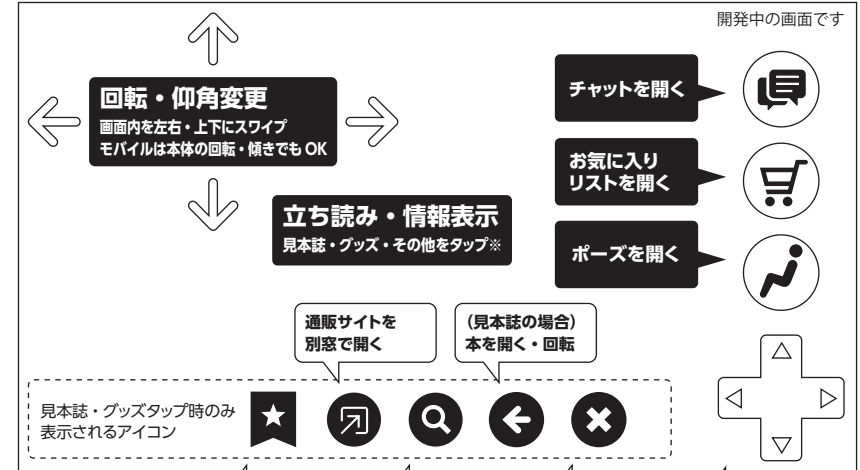 開発中の画面です
回転・仰角変更
画面内を左右・上下にスワイプ
モバイルは本体の回転・傾きでも OK
チャットを開く
お気に入り
リストを開く
立ち読み・情報表示
見本誌・グッズ・その他をタップ※
ポーズを開く
通販サイトを
別窓で開く
(見本誌の場合)
本を開く・回転
見本誌・グッズタップ時のみ
表示されるアイコン